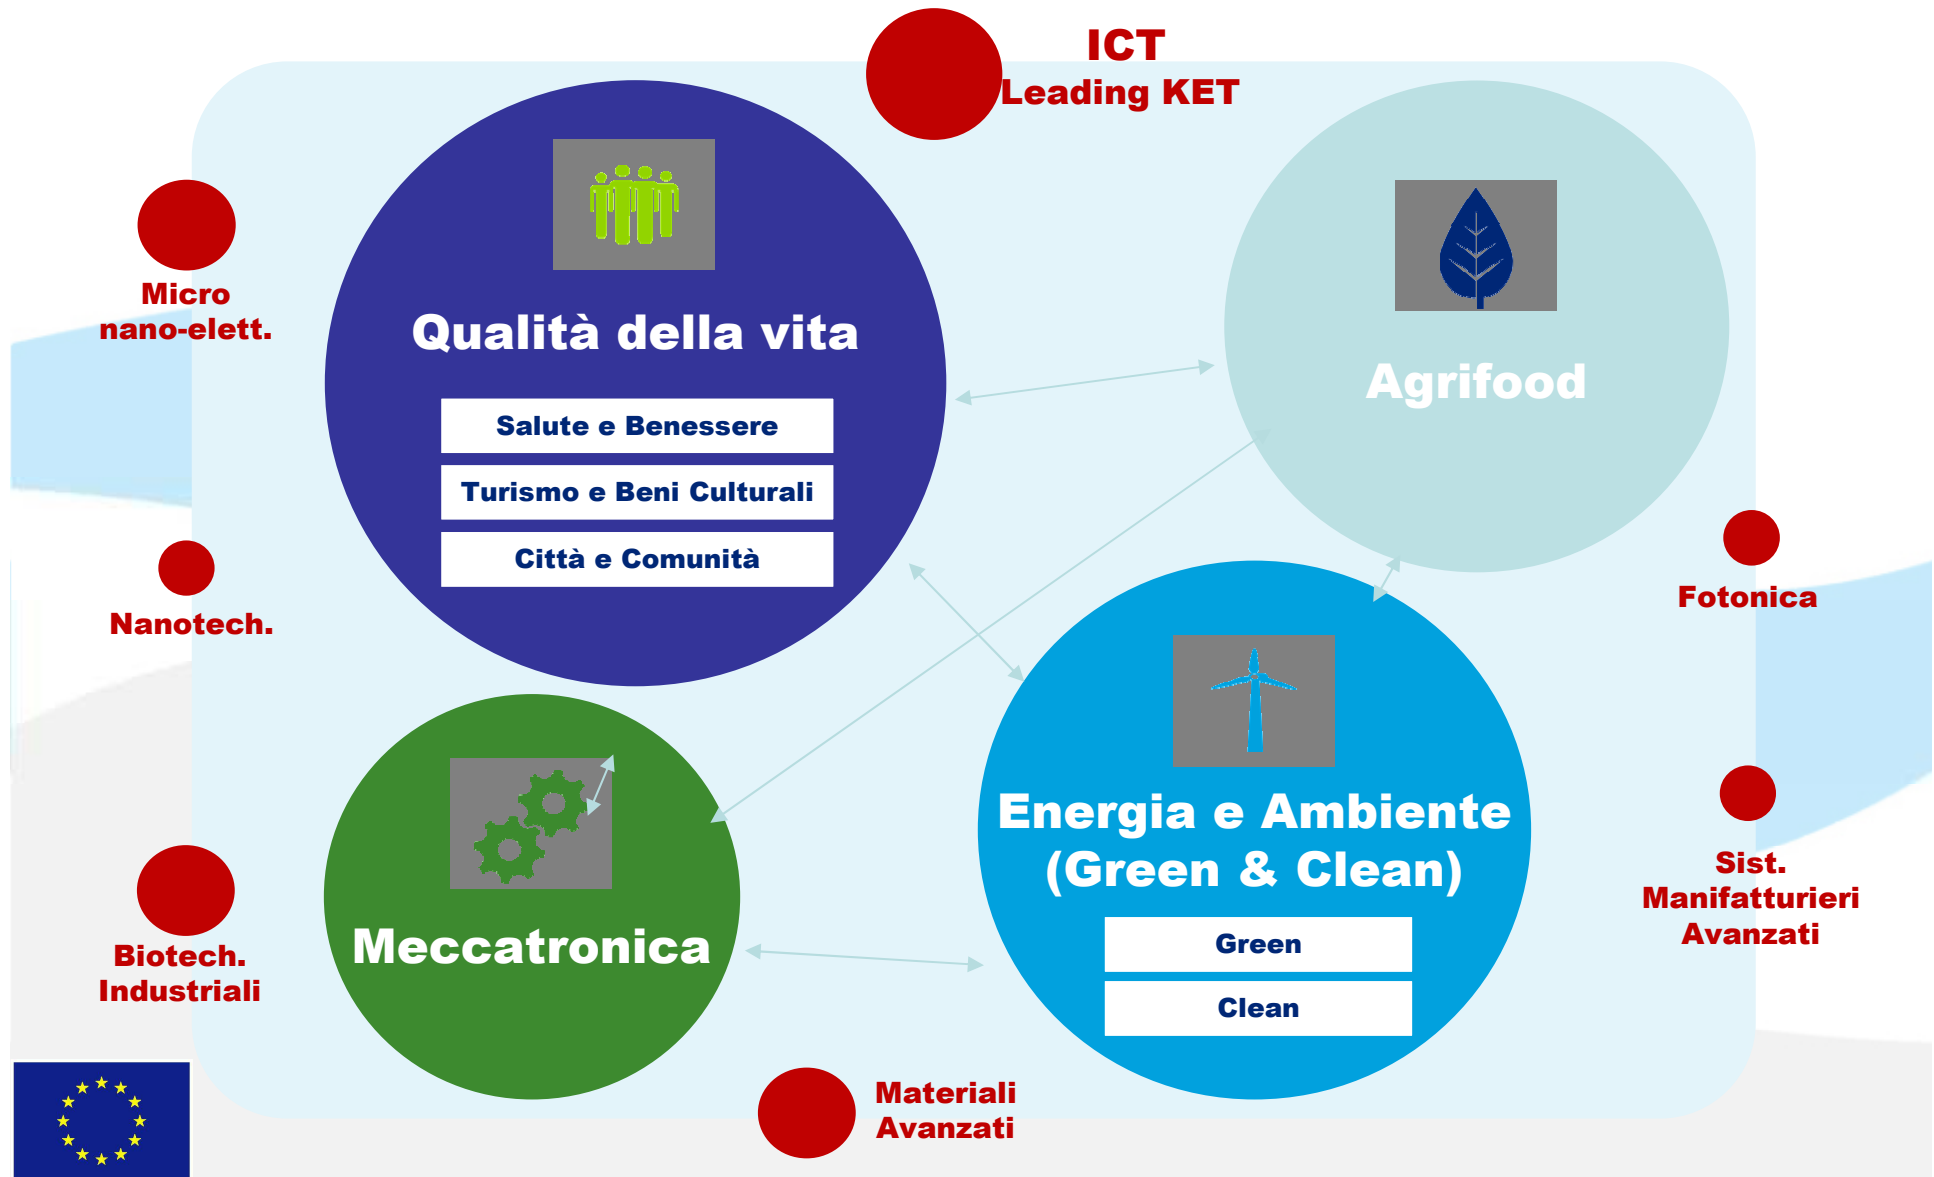 ICT
Leading KET
Micro
nano-elett.
Qualità della vita
Salute e Benessere
Turismo e Beni Culturali
Città e Comunità
Agrifood
Nanotech.
Fotonica
Energia e Ambiente
(Green & Clean)
Green
Clean
Meccatronica
Sist.
Manifatturieri
Avanzati
Biotech.
Industriali
Materiali
Avanzati